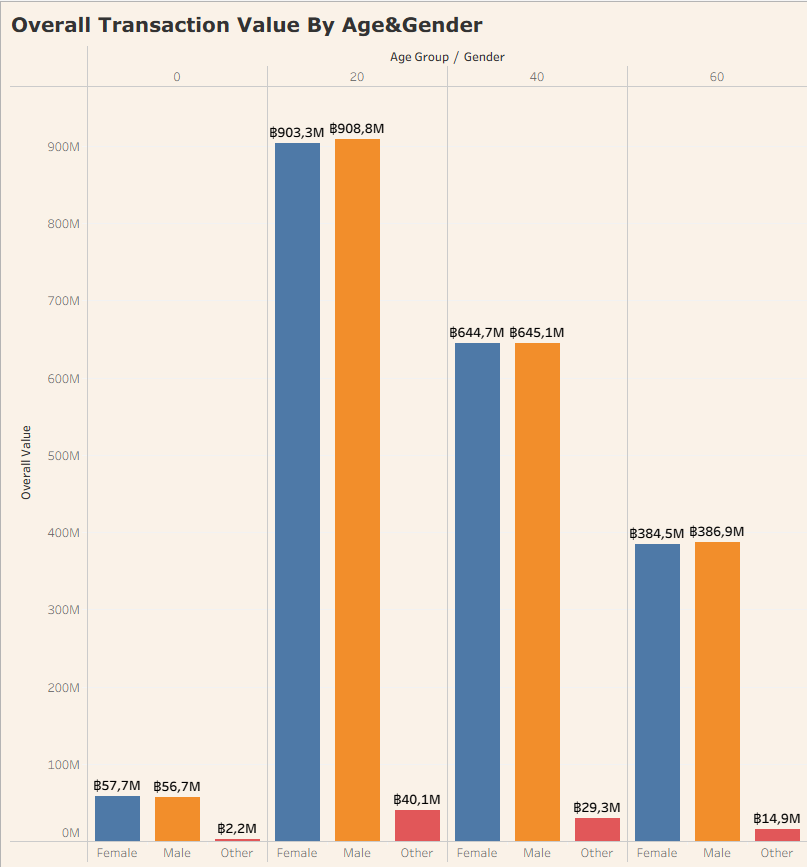 Overall Transaction Value By Age&Gender
Age Group / Gender
0 20 40 60
900M
800M
700M
600M
500M
400M
300M
200M
100M
0M
Overall Value
฿57,7M ฿56,7M ฿2,2M
฿903,3M ฿908,8M ฿40,1M
฿644,7M ฿645,1M ฿29,3M
฿384,5M ฿386,9M ฿14,9M
Female Male Other Female Male Other Female Male Other Female Male Other